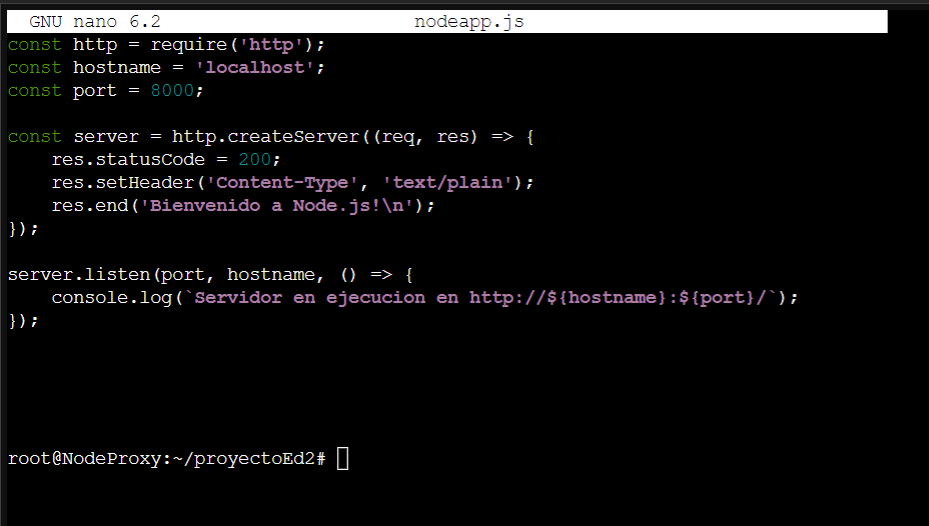 GNU nano 6.2 nodeapp.js
const http = require('http');
const hostname = 'localhost';
const port = 8000;
const server = http.createServer((req, res) => {
    res.statusCode = 200;
    res.setHeader('Content-Type', 'text/plain');
    res.end('Bienvenido a Node.js!\n');
});
server.listen(port, hostname, () => {
    console.log(`Servidor en ejecucion en http://${hostname}:${port}/`);
});
root@NodeProxy:~/proyectoEd2#